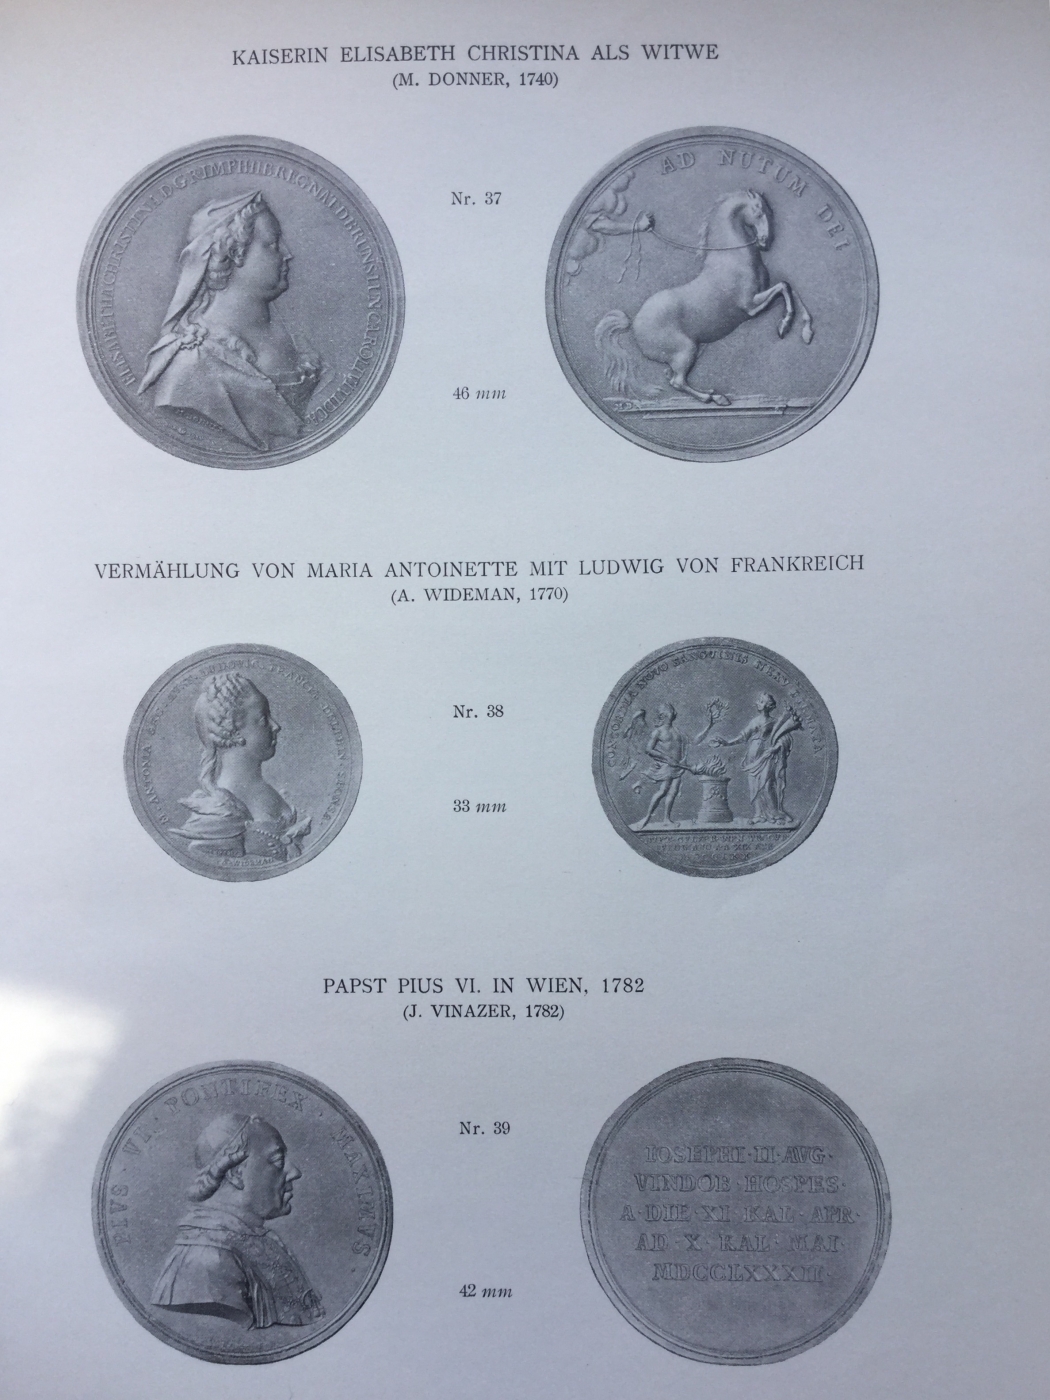 KAISERIN ELISABETH CHRISTINA ALS WITWE
(M. DONNER, 1740)
Nr. 37
AD NUTUM DEI
46 mm
VERMÄHLUNG VON MARIA ANTOINETTE MIT LUDWIG VON FRANKREICH
(A. WIDEMAN, 1770)
Nr. 38
33 mm
PAPST PIUS VI. IN WIEN, 1782
(J. VINAZER, 1782)
PIUS · VI · PONTIFEX · MAXIMUS ·
Nr. 39
IOSEPHI · II · AVG ·
VINDOB · HOSPES ·
A · DIE · XI · KAL · APR ·
AD · X · KAL · MAI
MDCCLXXXII ·
42 mm